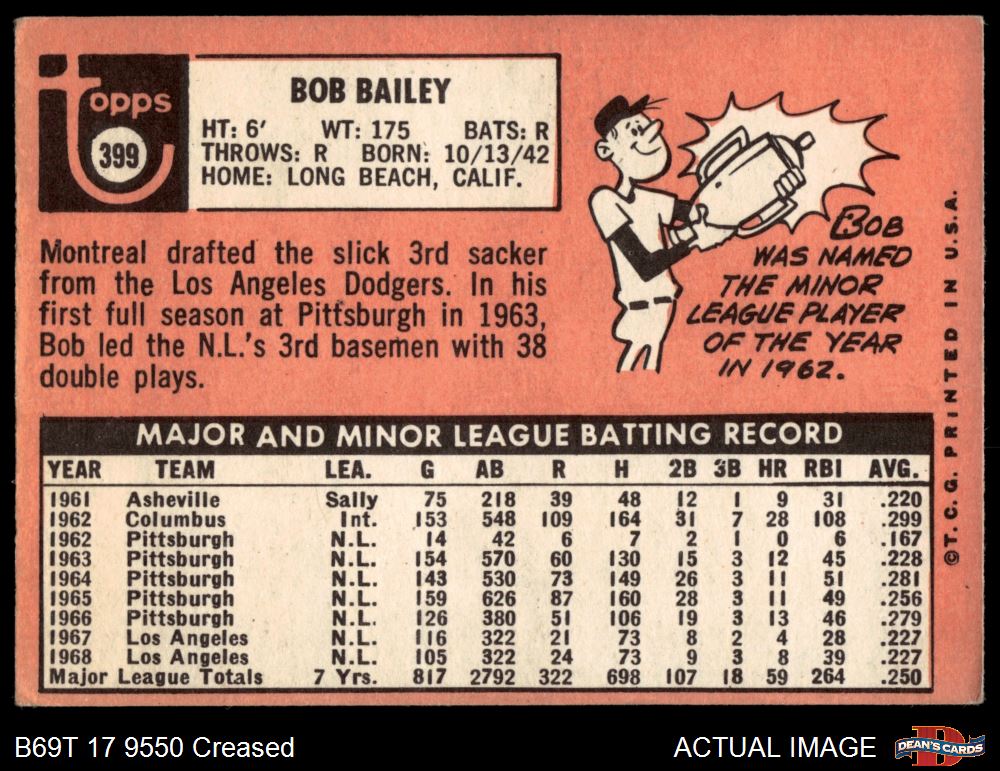 Topps
399
BOB BAILEY
HT: 6' WT: 175 BATS: R
THROWS: R BORN: 10/13/42
HOME: LONG BEACH, CALIF.
Montreal drafted the slick 3rd sacker
from the Los Angeles Dodgers. In his
first full season at Pittsburgh in 1963,
Bob led the N.L.'s 3rd basemen with 38
double plays.
BOB
WAS NAMED
THE MINOR
LEAGUE PLAYER
OF THE YEAR
IN 1962.
©T.C.G. PRINTED IN U.S.A.
MAJOR AND MINOR LEAGUE BATTING RECORD
YEAR TEAM LEA. G AB R H 2B 3B HR RBI AVG.
1961 Asheville Sally 75 218 39 48 12 1 9 31 .220
1962 Columbus Int. 153 548 109 164 31 7 28 108 .299
1962 Pittsburgh N.L. 14 42 6 7 2 1 0 6 .167
1963 Pittsburgh N.L. 154 570 60 130 15 3 12 45 .228
1964 Pittsburgh N.L. 143 530 73 149 26 3 11 51 .281
1965 Pittsburgh N.L. 159 626 87 160 28 3 11 49 .256
1966 Pittsburgh N.L. 126 380 51 106 19 3 13 46 .279
1967 Los Angeles N.L. 116 322 21 73 8 2 4 28 .227
1968 Los Angeles N.L. 105 322 24 73 9 3 8 39 .227
Major League Totals 7 Yrs. 817 2792 322 698 107 18 59 264 .250
B69T 17 9550 Creased
ACTUAL IMAGE
D
DEAN'S CARDS